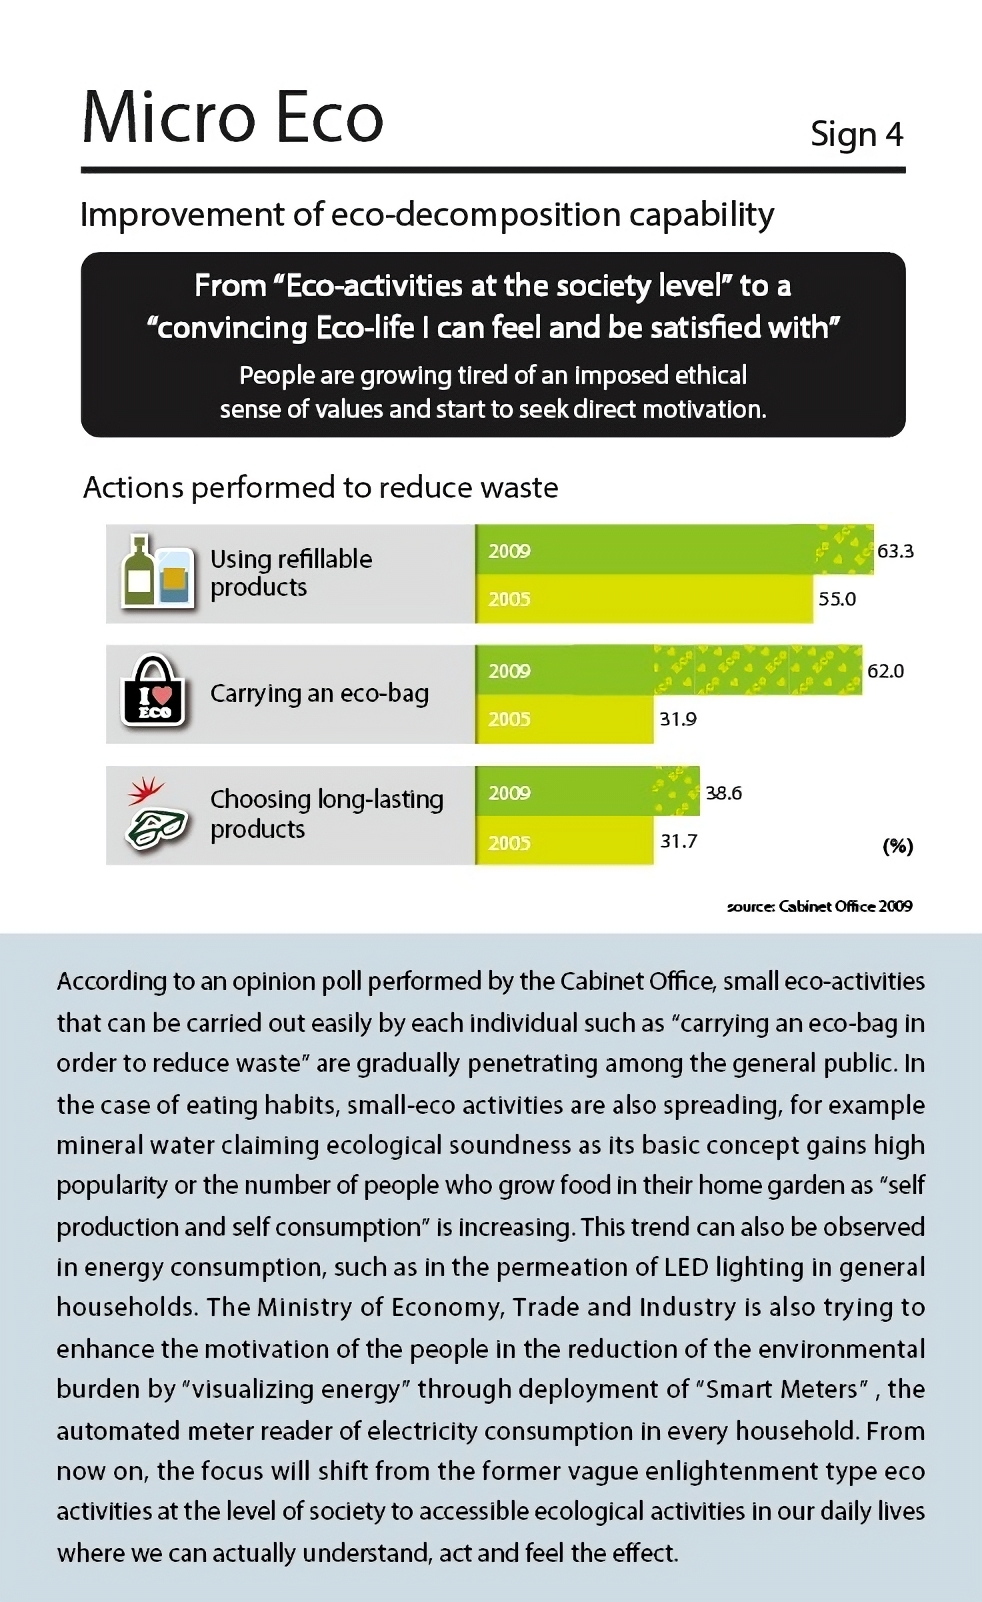 Micro Eco
Sign 4
Improvement of eco-decomposition capability
From “Eco-activities at the society level” to a
“convincing Eco-life I can feel and be satisfied with”
People are growing tired of an imposed ethical
sense of values and start to seek direct motivation.
Actions performed to reduce waste
Using refillable
products
2009
63.3
2005
55.0
I
ECO
Carrying an eco-bag
2009
62.0
2005
31.9
Choosing long-lasting
products
2009
38.6
2005
31.7
(%)
source: Cabinet Office 2009
According to an opinion poll performed by the Cabinet Office, small eco-activities
that can be carried out easily by each individual such as “carrying an eco-bag in
order to reduce waste” are gradually penetrating among the general public. In
the case of eating habits, small-eco activities are also spreading, for example
mineral water claiming ecological soundness as its basic concept gains high
popularity or the number of people who grow food in their home garden as “self
production and self consumption” is increasing. This trend can also be observed
in energy consumption, such as in the permeation of LED lighting in general
households. The Ministry of Economy, Trade and Industry is also trying to
enhance the motivation of the people in the reduction of the environmental
burden by “visualizing energy” through deployment of “Smart Meters” , the
automated meter reader of electricity consumption in every household. From
now on, the focus will shift from the former vague enlightenment type eco
activities at the level of society to accessible ecological activities in our daily lives
where we can actually understand, act and feel the effect.